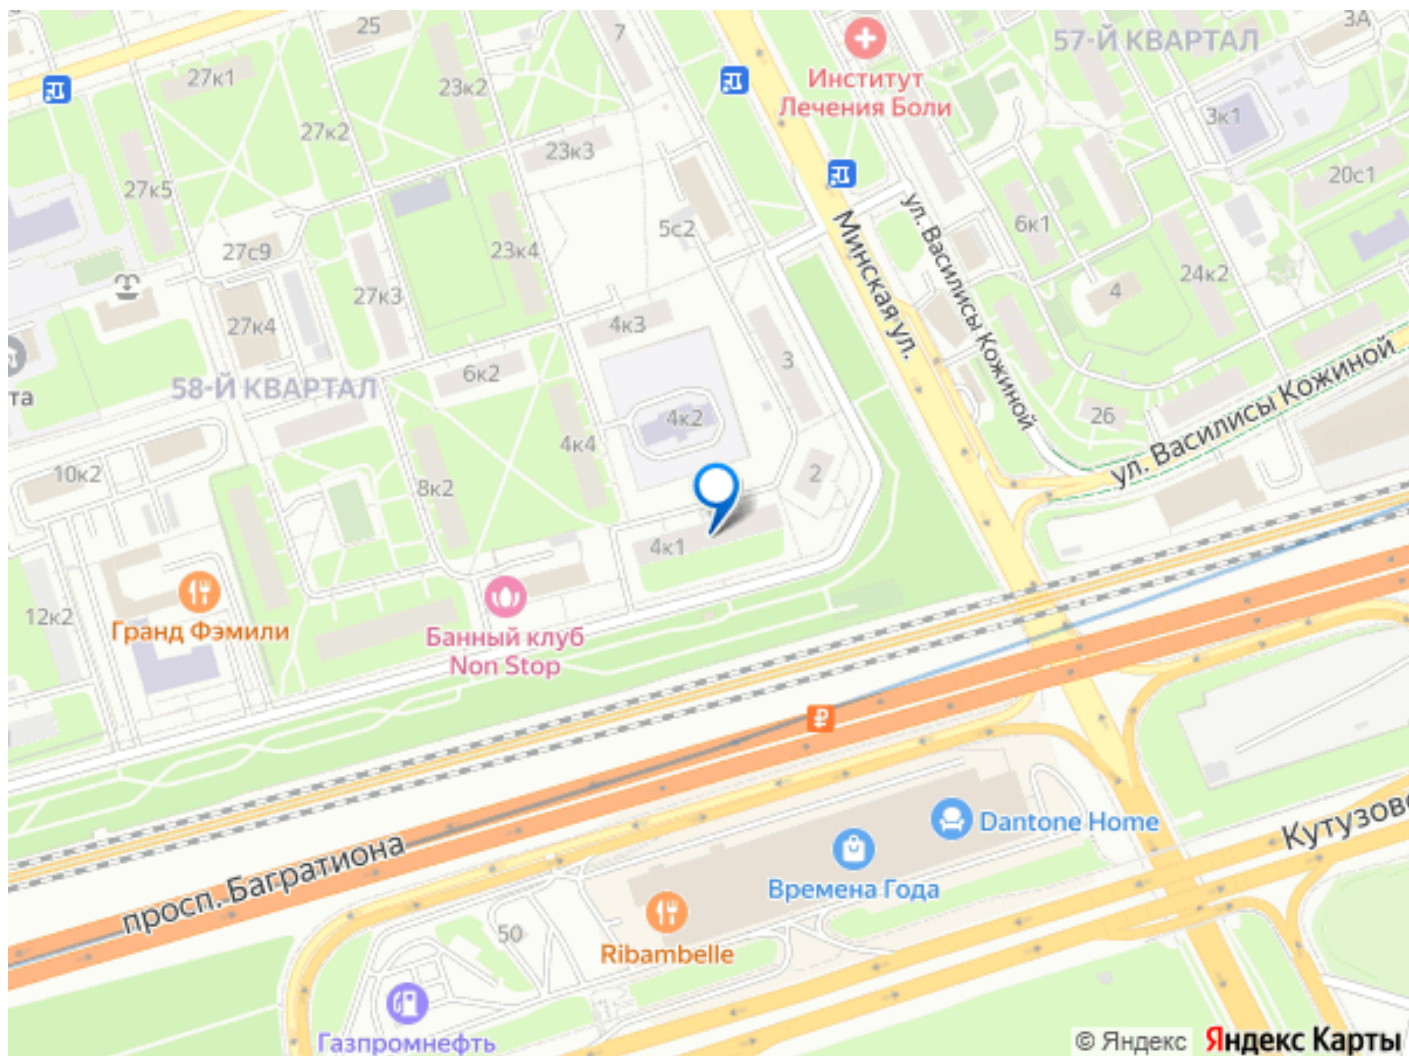 25
7
3А
57-Й КВАРТАЛ
27к1
23к2
Институт
Лечения Боли
3к1
27к2
23к3
20с1
27к5
ул. Василисы Кожиной
Минская ул.
5с2
6к1
27с9
23к4
24к2
4
27к3
27к4
4к3
3
6к2
58-Й КВАРТАЛ
та
4к2
26
ул. Василисы Кожиной
4к4
10к2
8к2
2
4к1
12к2
Гранд Фэмили
Банный клуб
Non Stop
₽
Dantone Home
Кутузово
просп. Багратиона
Времена Года
50
Ribambelle
Газпромнефть
© Яндекс Яндекс Карты